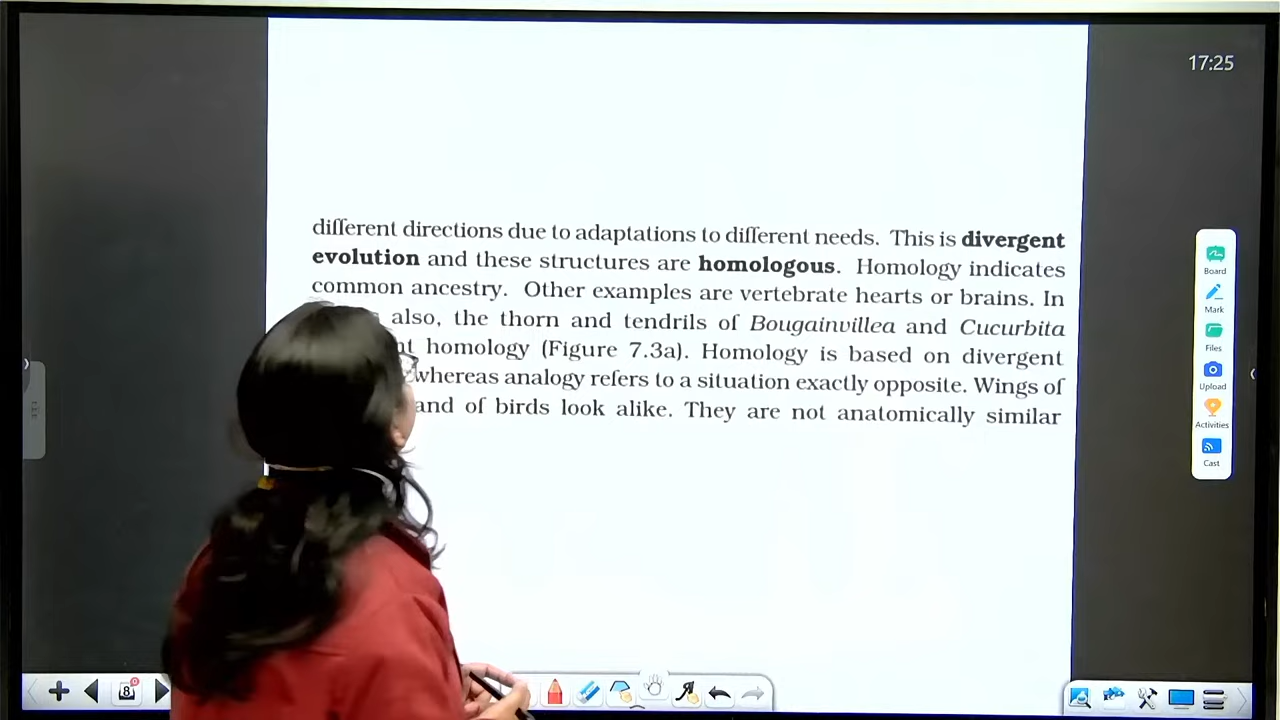 17:25
different directions due to adaptations to different needs. This is divergent
evolution and these structures are homologous. Homology indicates
common ancestry. Other examples are vertebrate hearts or brains. In
also, the thorn and tendrils of Bougainvillea and Cucurbita
homology (Figure 7.3a). Homology is based on divergent
whereas analogy refers to a situation exactly opposite. Wings of
and of birds look alike. They are not anatomically similar
Board
Mark
Files
Upload
Activities
Cast
8
0